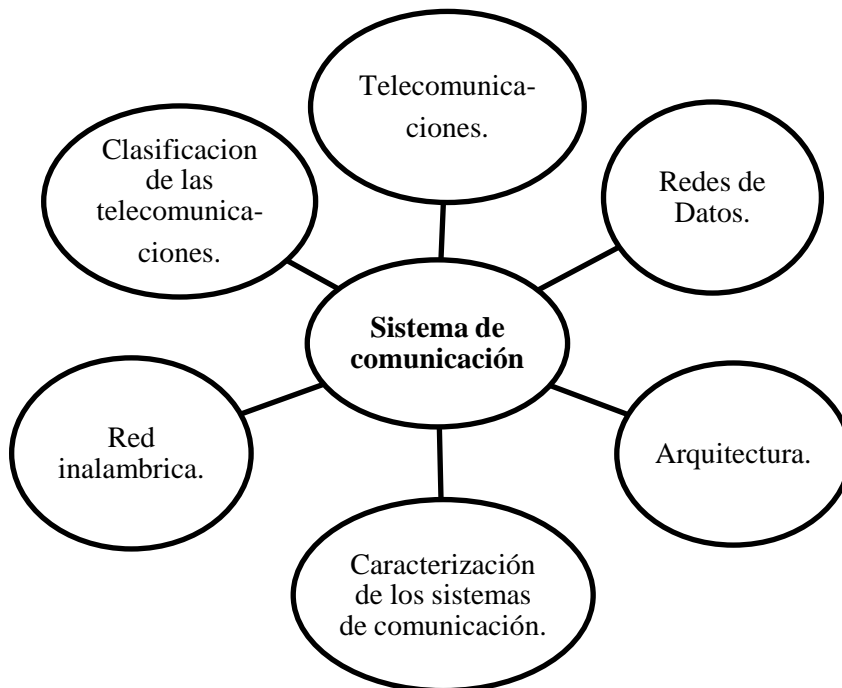 Telecomunica-
ciones.
Clasificacion
de las
telecomunica-
ciones.
Redes de
Datos.
Sistema de
comunicación
Red
inalambrica.
Arquitectura.
Caracterización
de los sistemas
de comunicación.